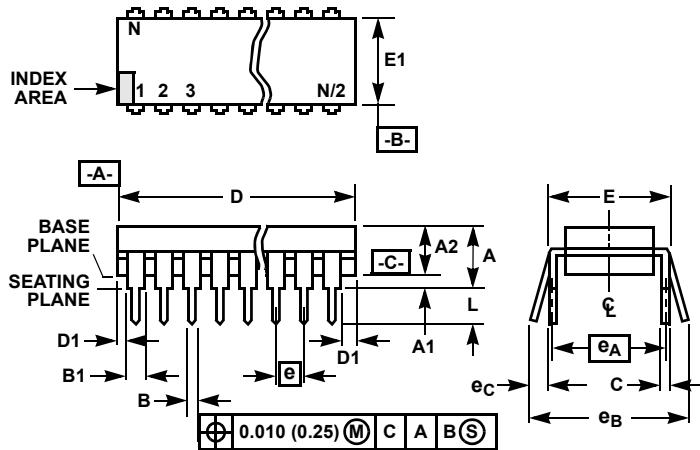 N
E1
INDEX
AREA
1 2 3 N/2
-B-
-A-
D E
BASE
PLANE
A2 A
-C-
SEATING
PLANE
L
℄
D1 A1 D1
eA
B1 e
eC C
B
eB
0.010 (0.25) Ⓜ C A B Ⓢ